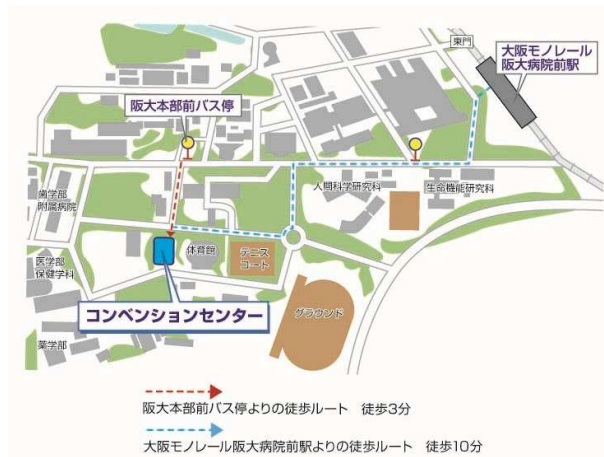 東門
大阪モノレール
阪大病院前駅
阪大本部前バス停
人間科学研究科
生命機能研究科
歯学部
附属病院
体育館
テニス
コート
医学部
保健学科
コンベンションセンター
グラウンド
薬学部
阪大本部前バス停よりの徒歩ルート 徒歩3分
大阪モノレール阪大病院前駅よりの徒歩ルート 徒歩10分